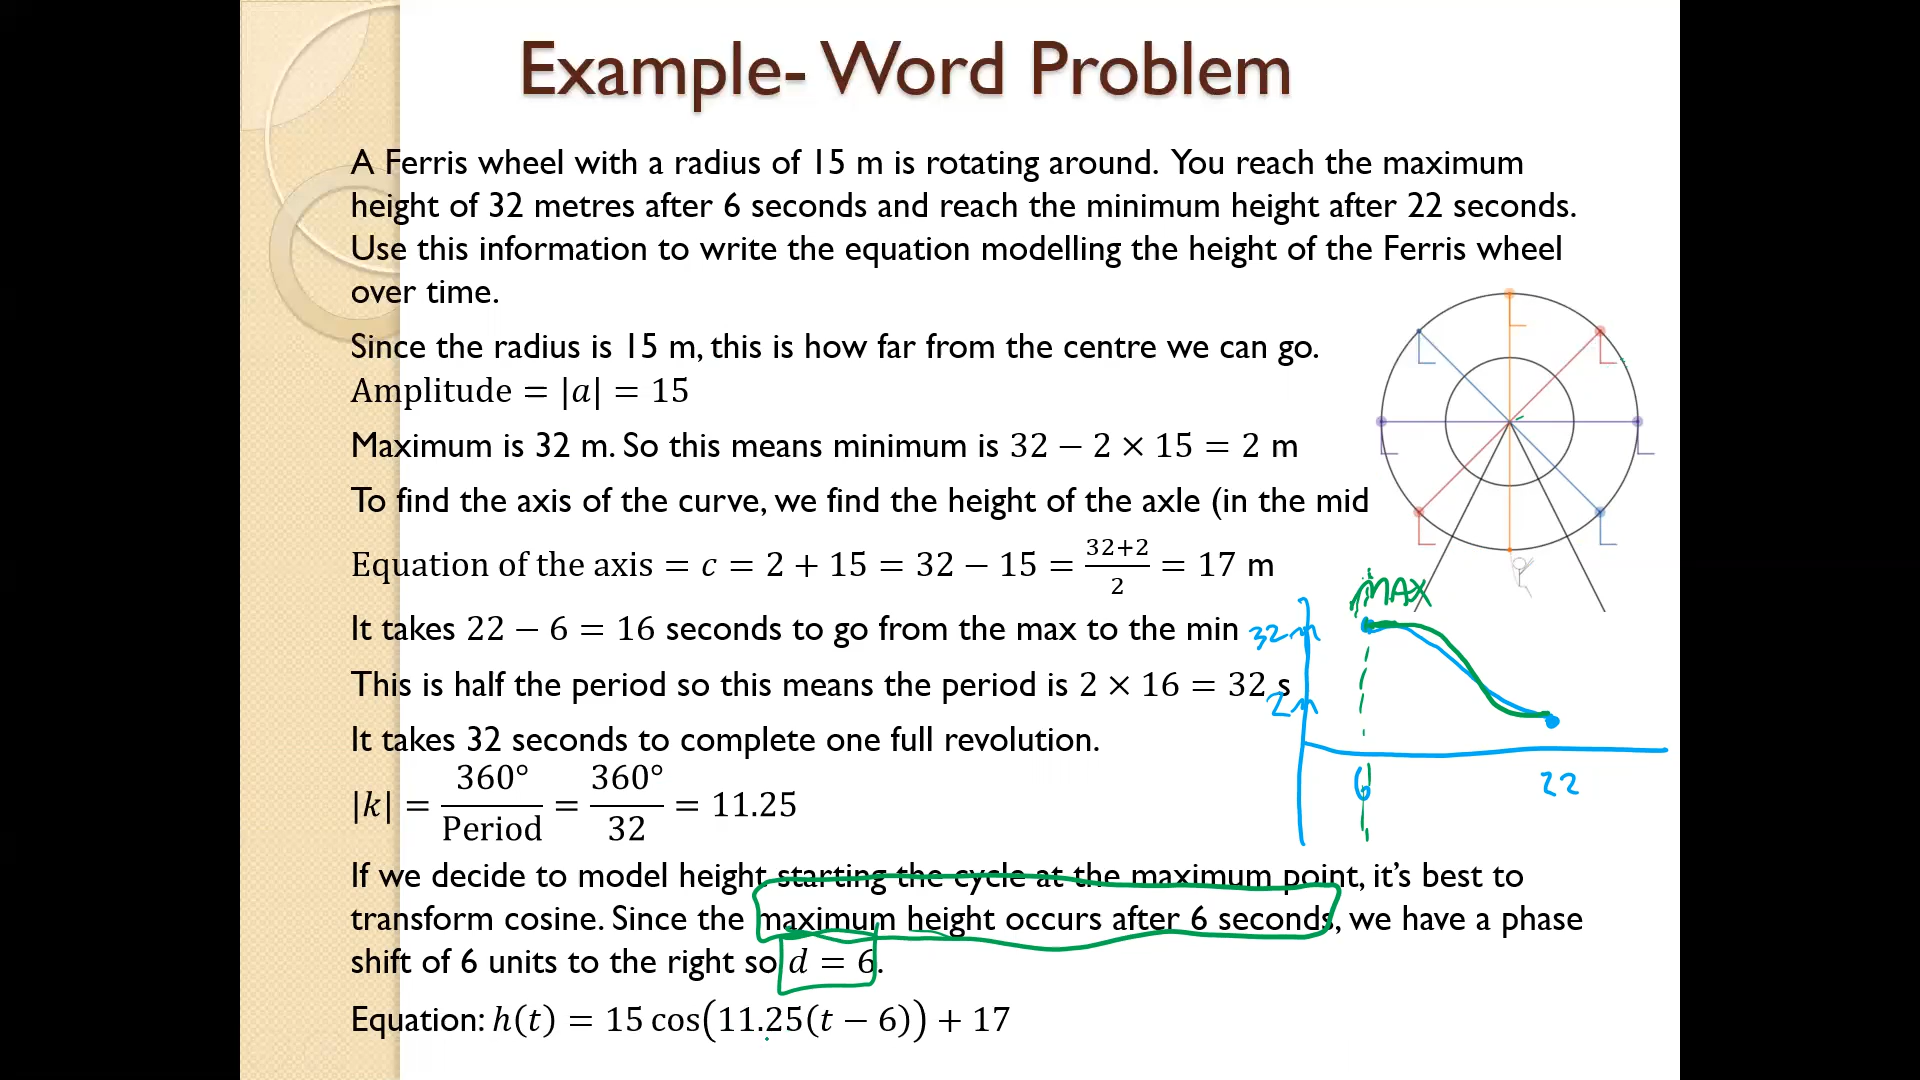 Example- Word Problem
A Ferris wheel with a radius of 15 m is rotating around. You reach the maximum
height of 32 metres after 6 seconds and reach the minimum height after 22 seconds.
Use this information to write the equation modelling the height of the Ferris wheel
over time.
Since the radius is 15 m, this is how far from the centre we can go.
Amplitude = |a| = 15
Maximum is 32 m. So this means minimum is 32 − 2 × 15 = 2 m
To find the axis of the curve, we find the height of the axle (in the mid
Equation of the axis = c = 2 + 15 = 32 − 15 = 32+2/2 = 17 m
MAX
It takes 22 − 6 = 16 seconds to go from the max to the min
32m
This is half the period so this means the period is 2 × 16 = 32 s
2m
It takes 32 seconds to complete one full revolution.
6 22
|k| = 360°/Period = 360°/32 = 11.25
If we decide to model height starting the cycle at the maximum point, it's best to
transform cosine. Since the maximum height occurs after 6 seconds, we have a phase
shift of 6 units to the right so d = 6.
Equation: h(t) = 15 cos(11.25(t − 6)) + 17